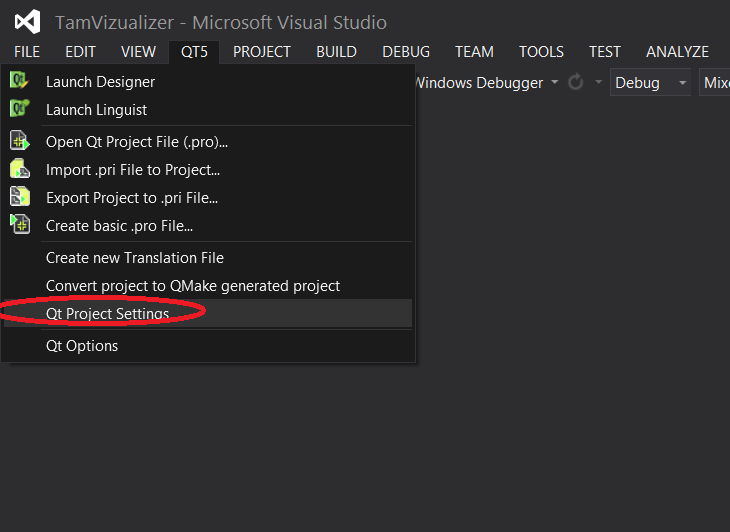 TamVizualizer - Microsoft Visual Studio
FILE EDIT VIEW QT5 PROJECT BUILD DEBUG TEAM TOOLS TEST ANALYZE
Windows Debugger Debug Mixe
Launch Designer
Launch Linguist
Open Qt Project File (.pro)...
Import .pri File to Project...
Export Project to .pri File...
Create basic .pro File...
Create new Translation File
Convert project to QMake generated project
Qt Project Settings
Qt Options